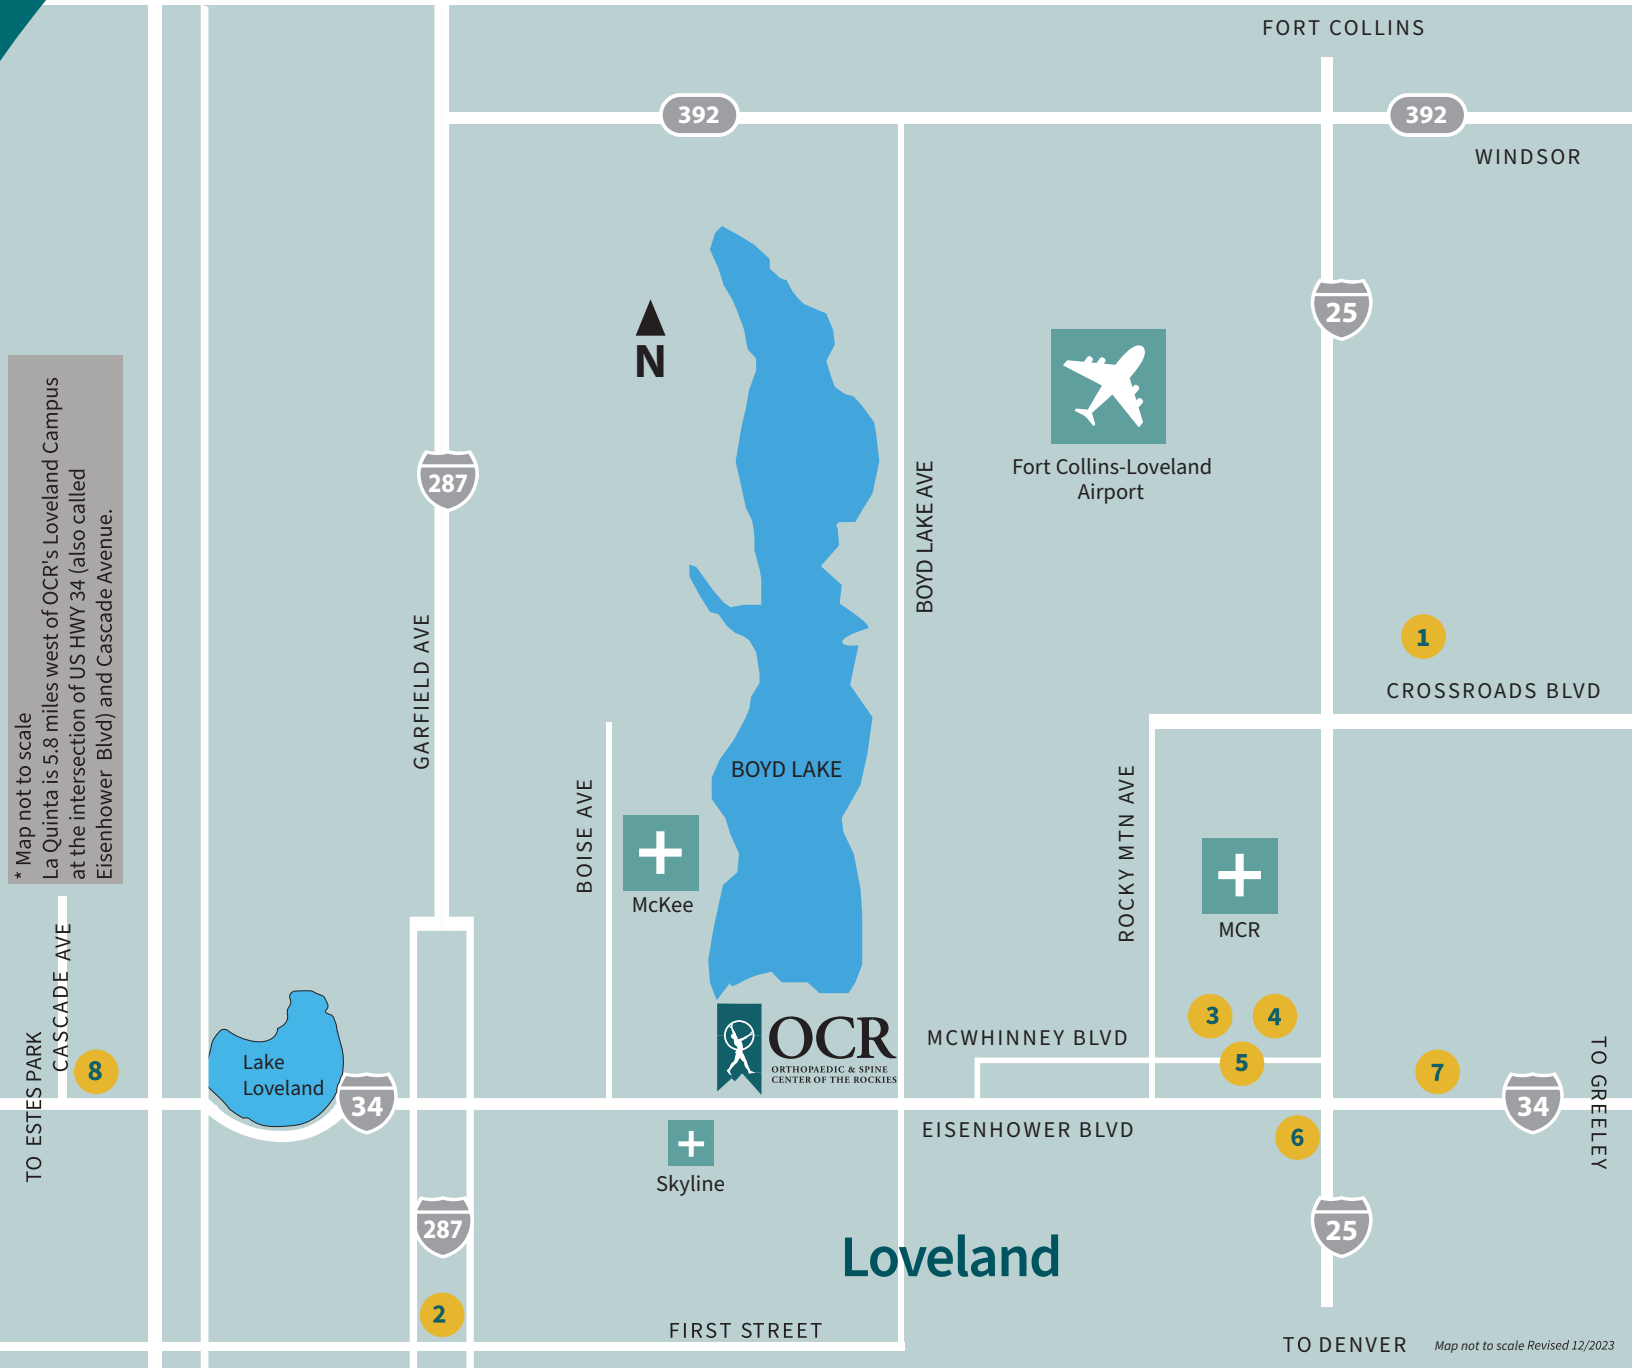 FORT COLLINS
392
392
WINDSOR
25
N
Fort Collins-Loveland
Airport
* Map not to scale
La Quinta is 5.8 miles west of OCR's Loveland Campus
at the intersection of US HWY 34 (also called
Eisenhower Blvd) and Cascade Avenue.
287
BOYD LAKE AVE
GARFIELD AVE
1
CROSSROADS BLVD
BOYD LAKE
BOISE AVE
ROCKY MTN AVE
McKee
MCR
CASCADE AVE
TO ESTES PARK
8
Lake
Loveland
34
OCR
ORTHOPAEDIC & SPINE
CENTER OF THE ROCKIES
MCWHINNEY BLVD
3
4
5
7
34
TO GREELEY
EISENHOWER BLVD
6
Skyline
287
25
Loveland
2
FIRST STREET
TO DENVER
Map not to scale Revised 12/2023